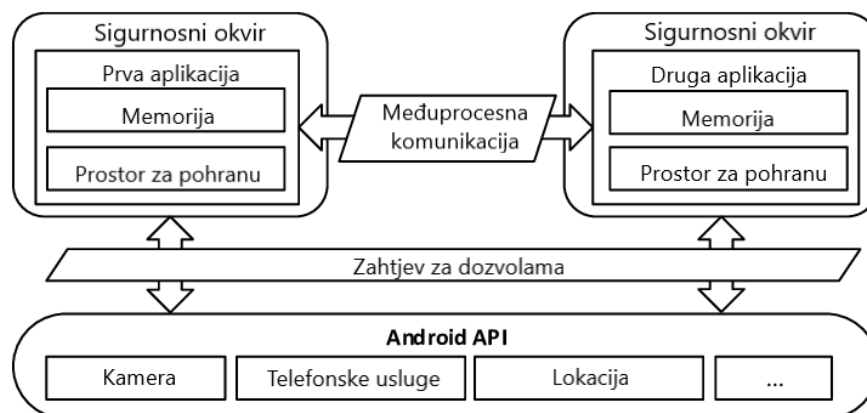 Sigurnosni okvir
Prva aplikacija
Memorija
Prostor za pohranu
Međuprocesna
komunikacija
Sigurnosni okvir
Druga aplikacija
Memorija
Prostor za pohranu
Zahtjev za dozvolama
Android API
Kamera
Telefonske usluge
Lokacija
...